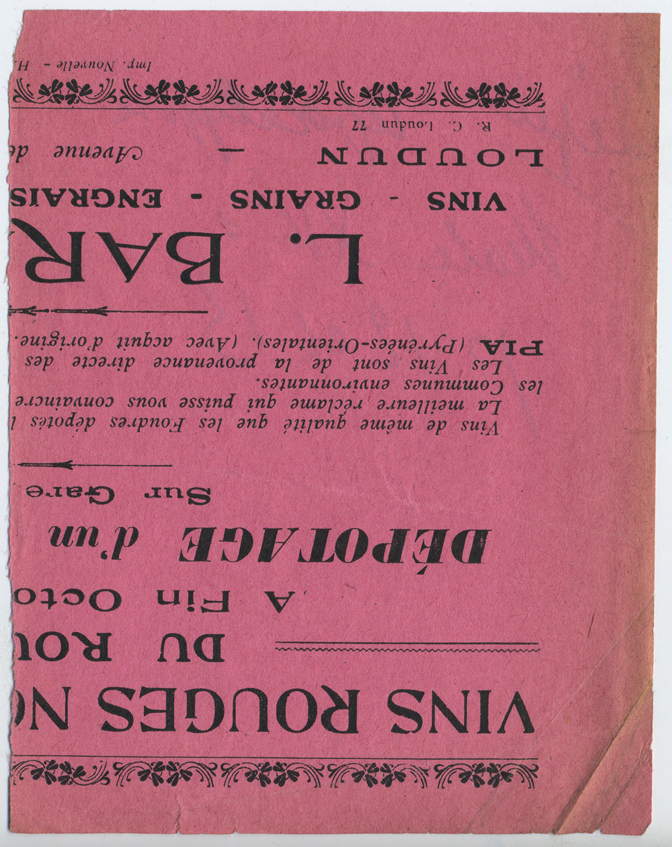 VINS ROUGES NO
DU ROU
A Fin Octo
DÉPOTAGE d'un
Sur Gare
Vins de même qualité que les Foudres dépotés
La meilleure réclame qui puisse vous convaincre
les Communes environnantes.
Les Vins sont de la provenance directe des
PIA (Pyrénées-Orientales). (Avec acquit d'origine.
L. BAR
VINS - GRAINS - ENGRAIS
LOUDUN — Avenue de
R. C. Loudun 77
Imp. Nouvelle - H.